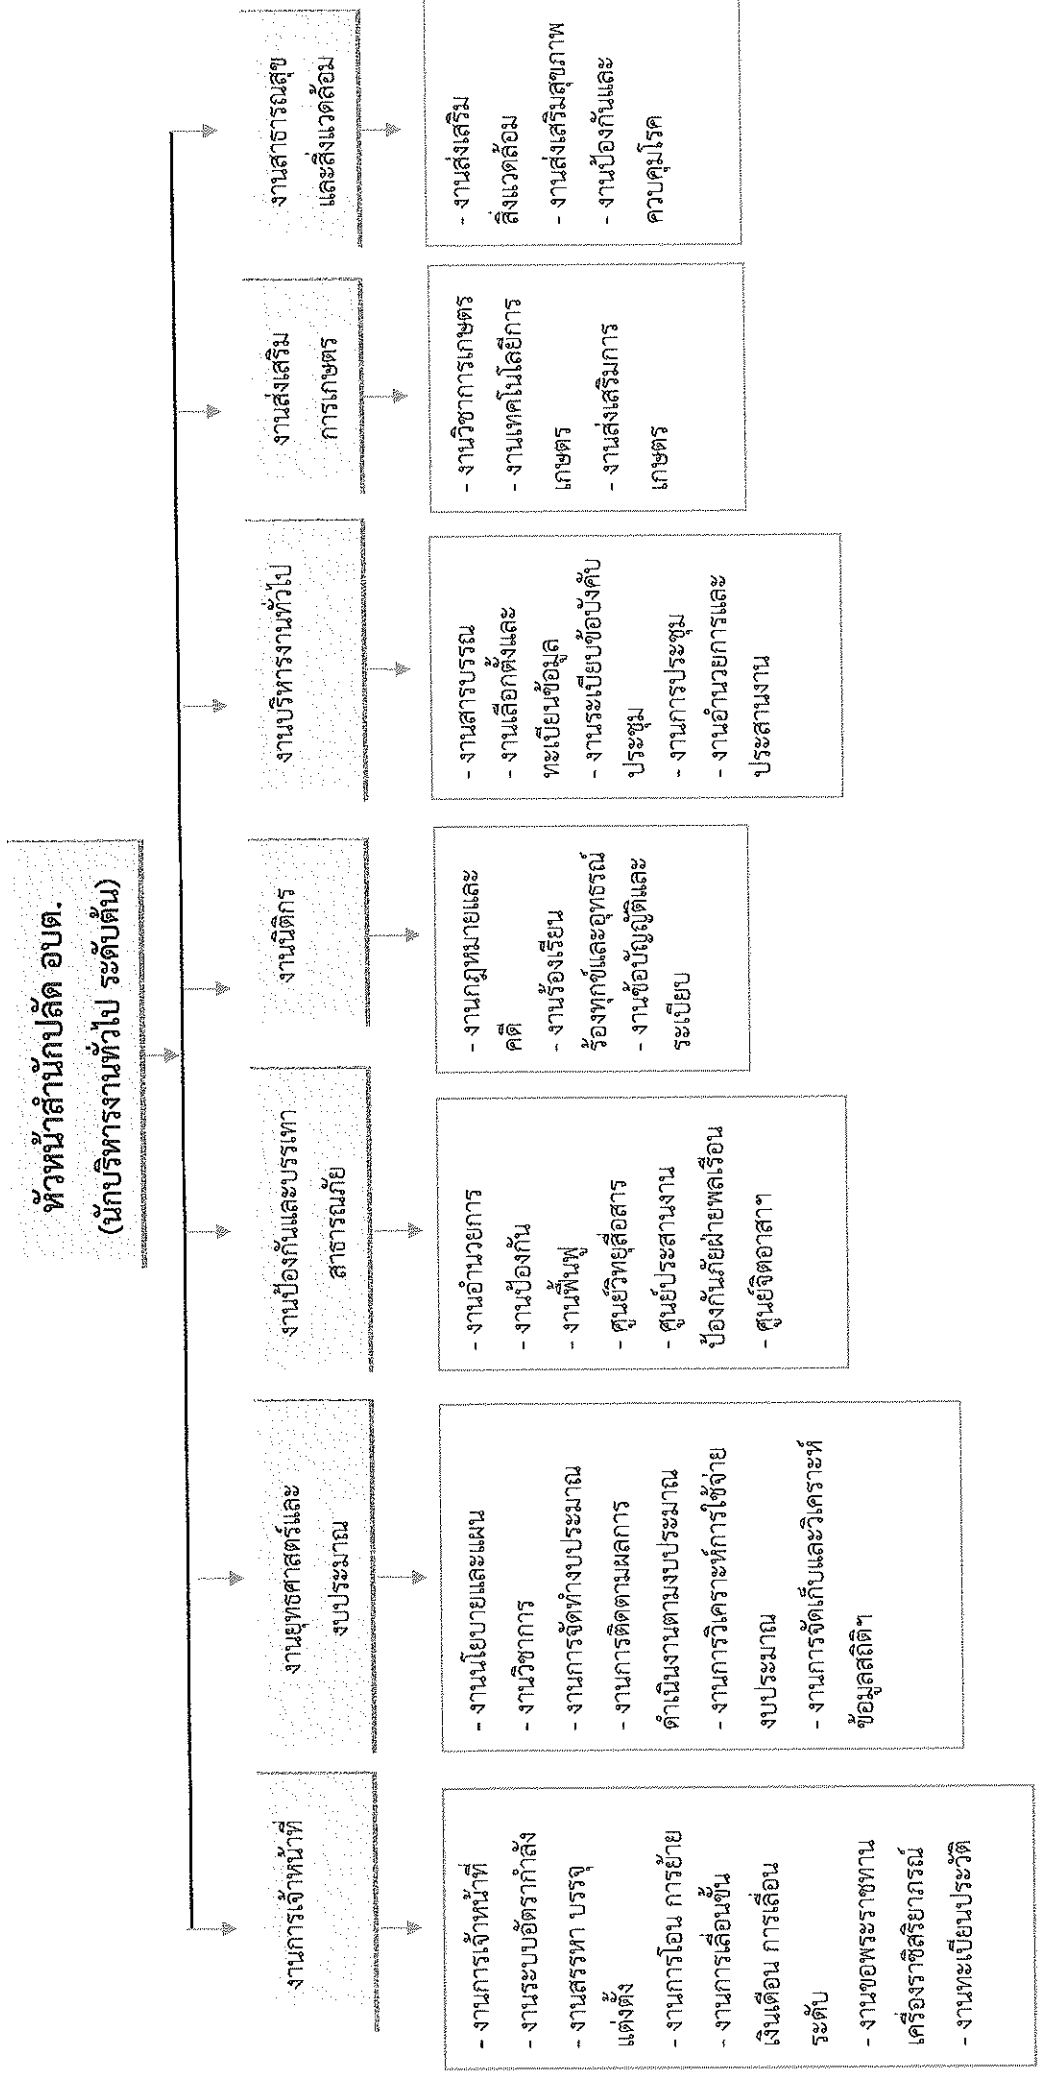 หัวหน้าสำนักปลัด อบต.
(นักบริหารงานทั่วไป ระดับต้น)
งานการเจ้าหน้าที่
- งานการเจ้าหน้าที่
- งานระบบอัตรากำลัง
- งานสรรหา บรรจุ
แต่งตั้ง
- งานการโอน การย้าย
- งานการเลื่อนขั้น
เงินเดือน การเลื่อน
ระดับ
- งานขอพระราชทาน
เครื่องราชิสริยาภรณ์
- งานทะเบียนประวัติ
งานยุทธศาสตร์และ
งบประมาณ
- งานนโยบายและแผน
- งานวิชาการ
- งานการจัดทำงบประมาณ
- งานการติดตามผลการ
ดำเนินงานตามงบประมาณ
- งานการวิเคราะห์การใช้จ่าย
งบประมาณ
- งานการจัดเก็บและวิเคราะห์
ข้อมูลสถิติฯ
งานป้องกันและบรรเทา
สาธารณภัย
- งานอำนวยการ
- งานป้องกัน
- งานฟื้นฟู
- ศูนย์วิทยุสื่อสาร
- ศูนย์ประสานงาน
ป้องกันภัยฝ่ายพลเรือน
- ศูนย์จิตอาสาฯ
งานนิติกร
- งานกฎหมายและ
คดี
- งานร้องเรียน
ร้องทุกข์และอุทธรณ์
- งานข้อบัญญัติและ
ระเบียบ
งานบริหารงานทั่วไป
- งานสารบรรณ
- งานเลือกตั้งและ
ทะเบียนข้อมูล
- งานระเบียบข้อบังคับ
ประชุม
- งานการประชุม
- งานอำนวยการและ
ประสานงาน
งานส่งเสริม
การเกษตร
- งานวิชาการเกษตร
- งานเทคโนโลยีการ
เกษตร
- งานส่งเสริมการ
เกษตร
งานสาธารณสุข
และสิ่งแวดล้อม
- งานส่งเสริม
สิ่งแวดล้อม
- งานส่งเสริมสุขภาพ
- งานป้องกันและ
ควบคุมโรค